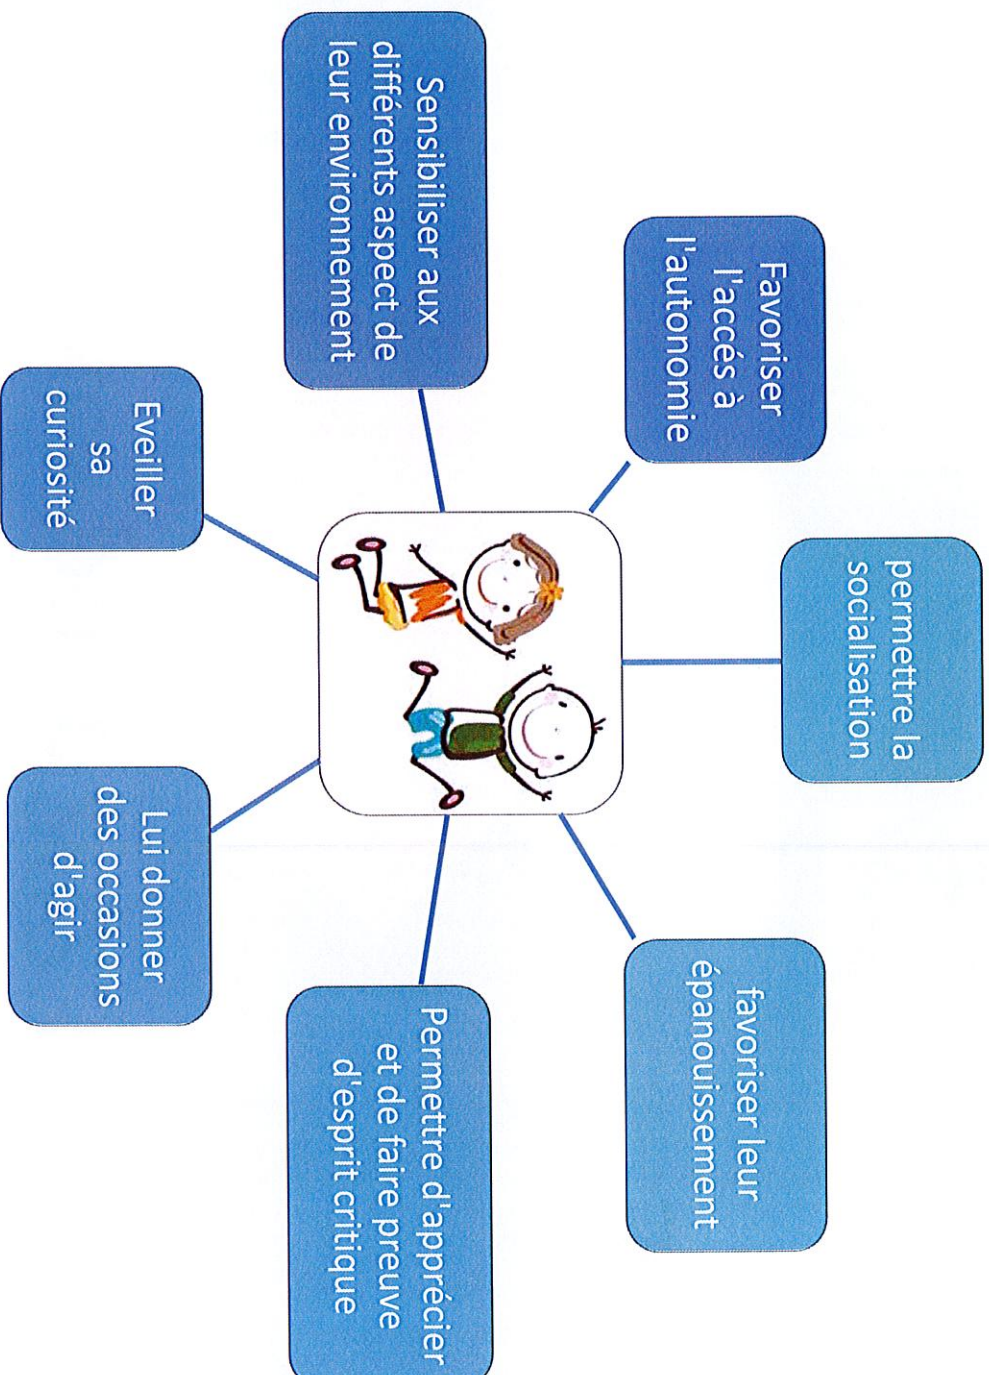 permettre la
socialisation
Favoriser
l'accés à
l'autonomie
favoriser leur
épanouissement
Sensibiliser aux
différents aspect de
leur environnement
Permettre d'apprécier
et de faire preuve
d'esprit critique
Eveiller
sa
curiosité
Lui donner
des occasions
d'agir